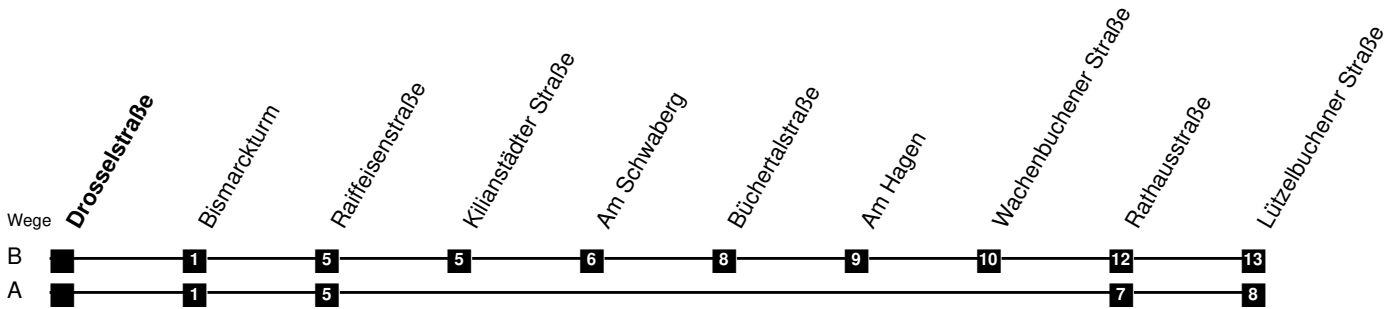 Drosselstraße
Bismarckturm
Raiffeisenstraße
Kilianstädter Straße
Am Schwaberg
Büchertalstraße
Am Hagen
Wachenbuchener Straße
Rathausstraße
Lützelbuchener Straße
Wege
B 1 5 5 6 8 9 10 12 13
A 1 5 7 8